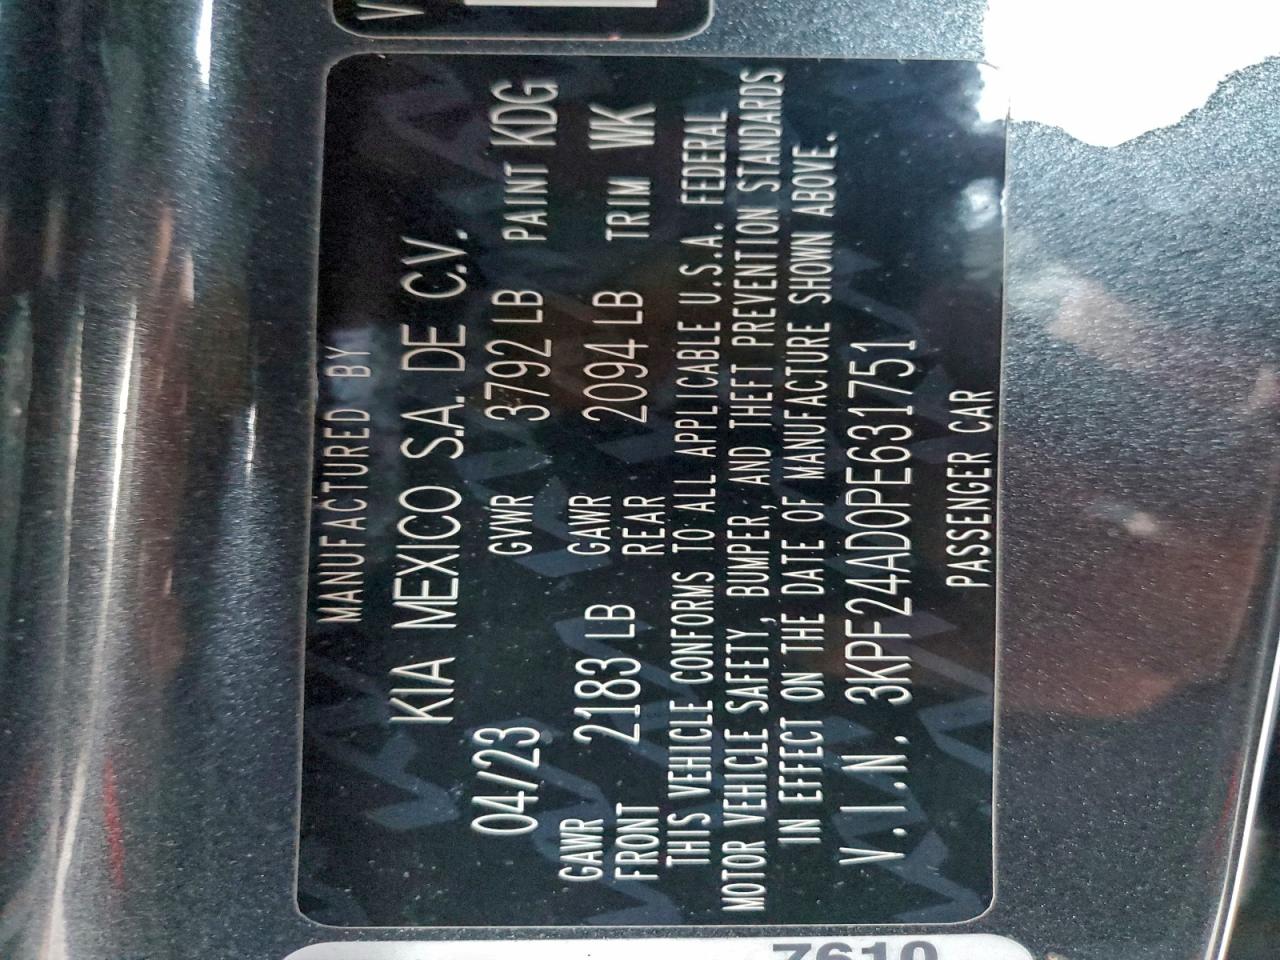 MANUFACTURED BY
KIA MEXICO S.A. DE C.V.
04/23 GVWR 3792 LB PAINT KDG
GAWR FRONT 2183 LB GAWR REAR 2094 LB TRIM WK
THIS VEHICLE CONFORMS TO ALL APPLICABLE U.S.A. FEDERAL
MOTOR VEHICLE SAFETY, BUMPER, AND THEFT PREVENTION STANDARDS
IN EFFECT ON THE DATE OF MANUFACTURE SHOWN ABOVE.
V.I.N. 3KPF24AD0PE631751
PASSENGER CAR
7610